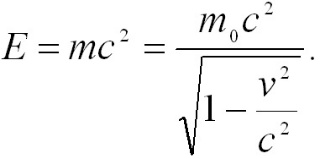 E = mc² = m₀c² / √(1 − v²/c²).